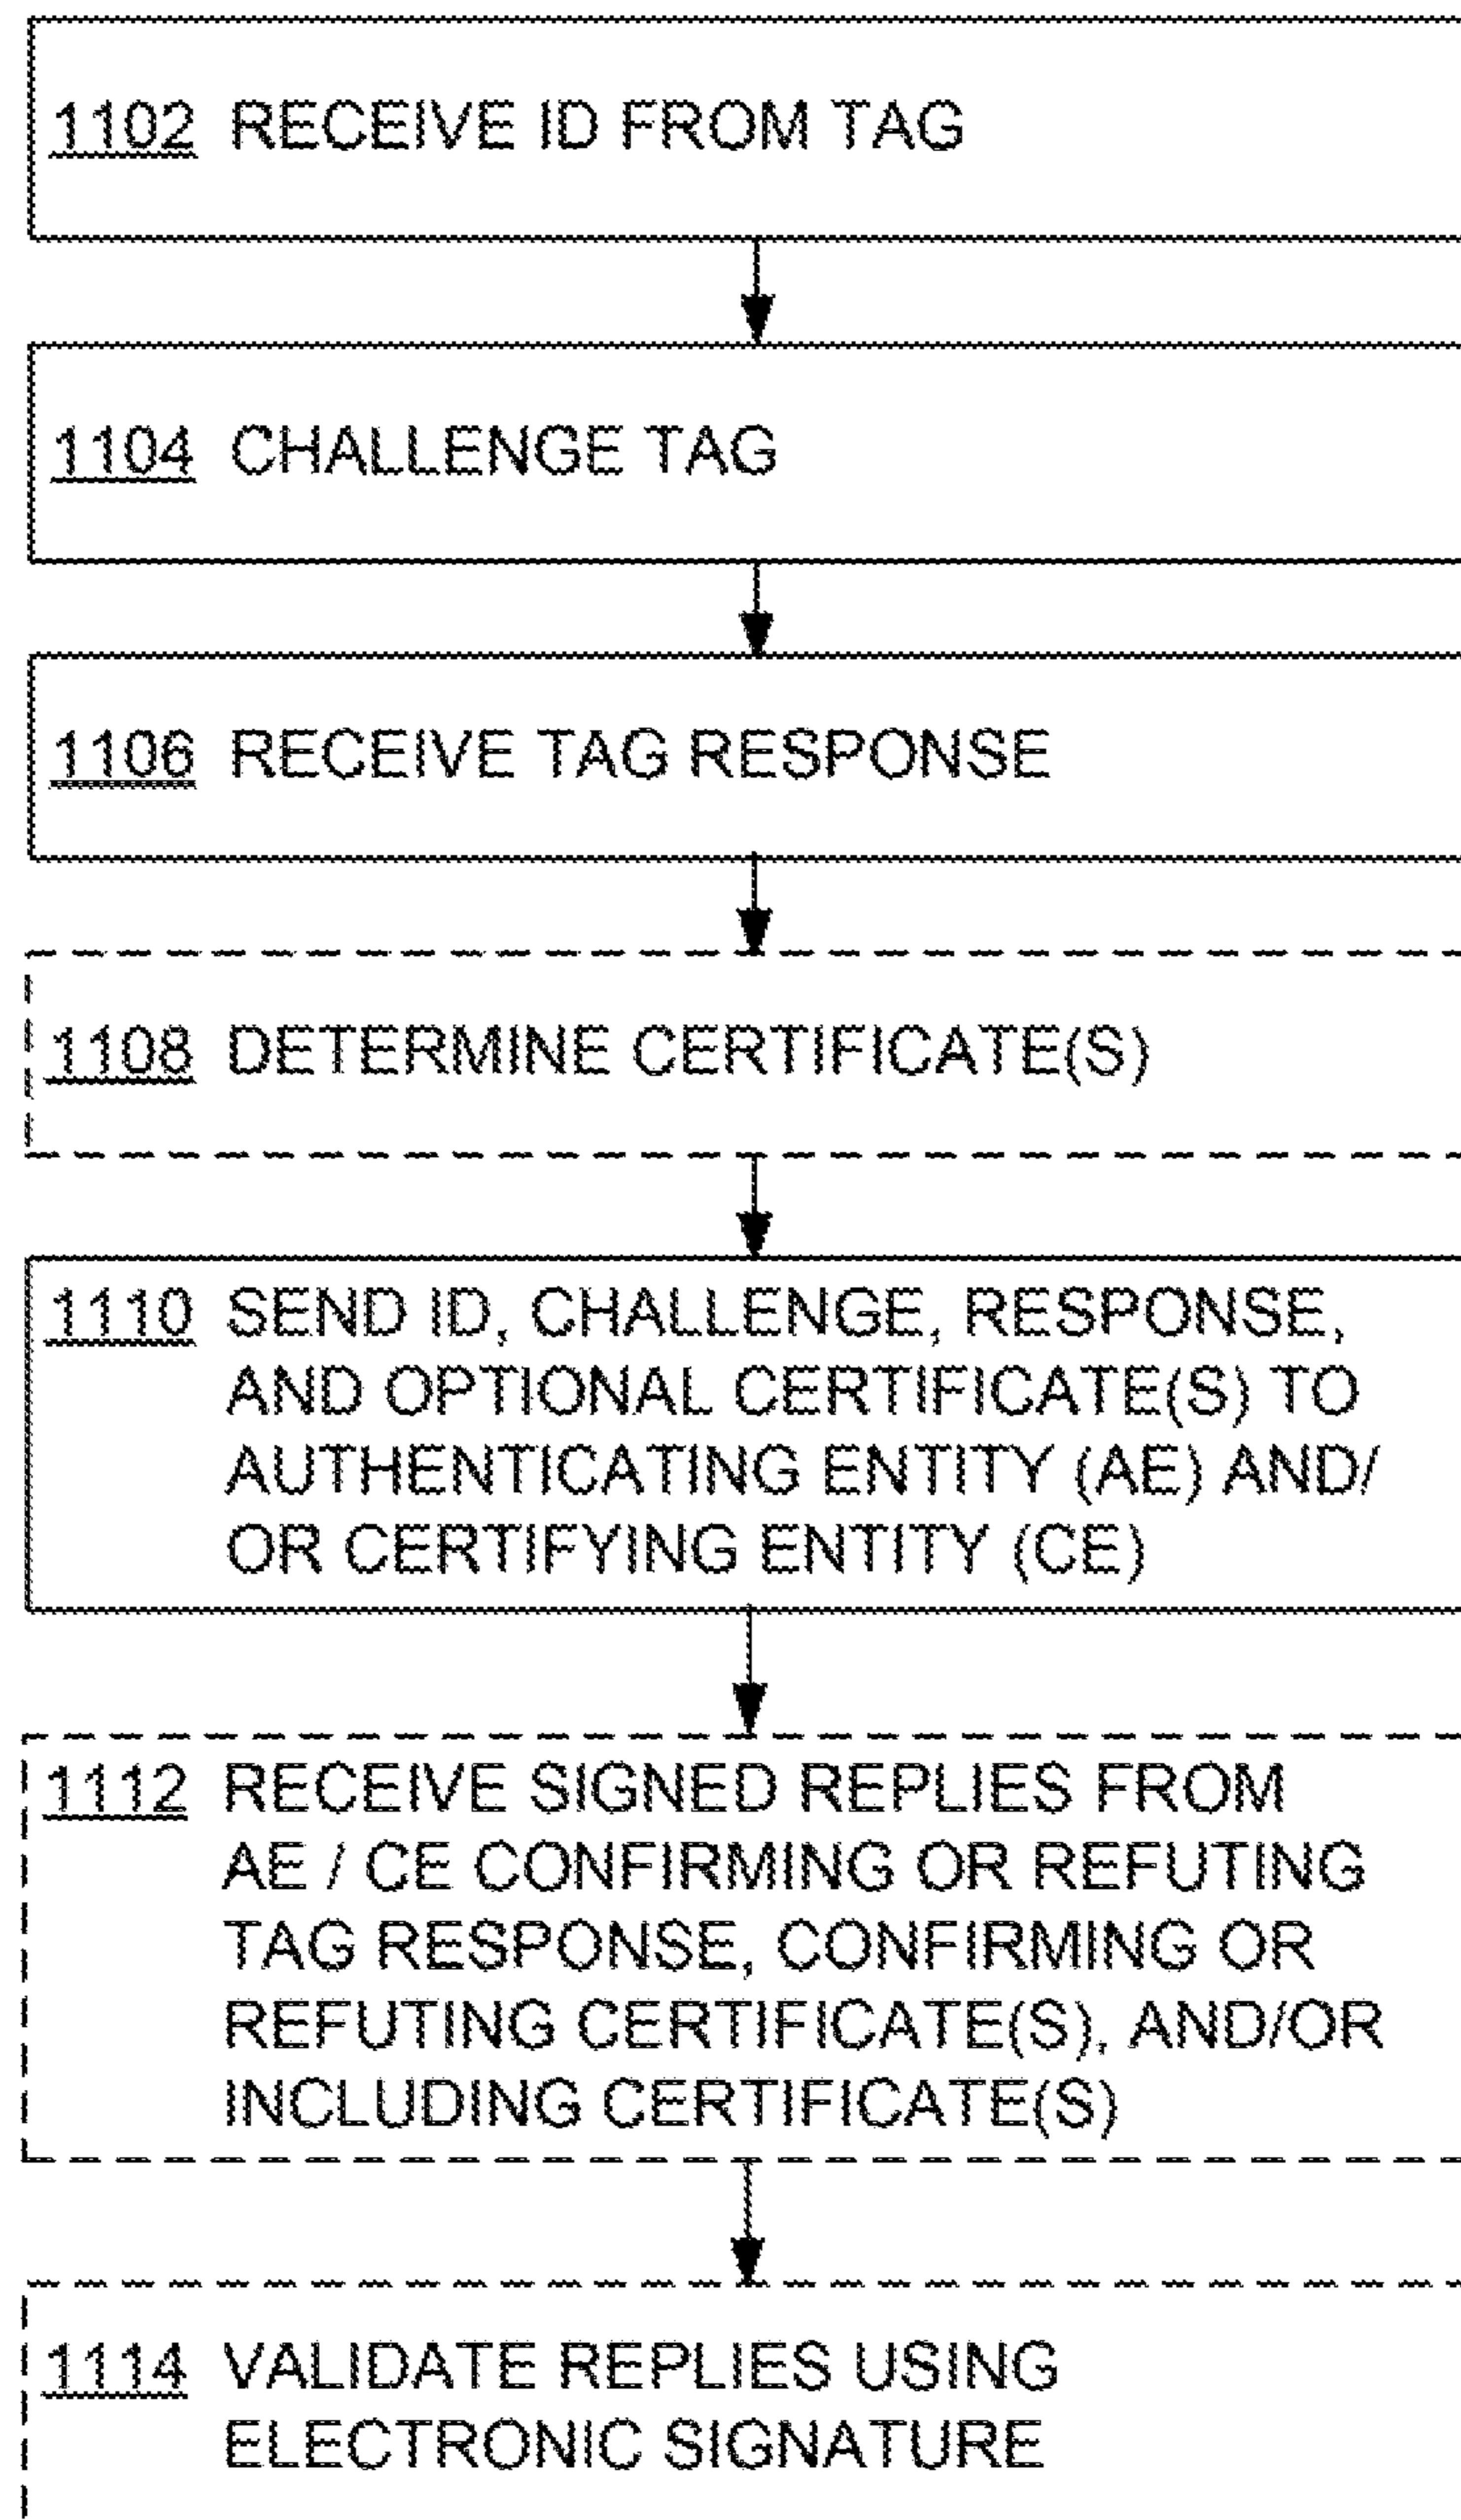 1102 RECEIVE ID FROM TAG
1104 CHALLENGE TAG
1106 RECEIVE TAG RESPONSE
1108 DETERMINE CERTIFICATE(S)
1110 SEND ID, CHALLENGE, RESPONSE,
AND OPTIONAL CERTIFICATE(S) TO
AUTHENTICATING ENTITY (AE) AND/
OR CERTIFYING ENTITY (CE)
1112 RECEIVE SIGNED REPLIES FROM
AE / CE CONFIRMING OR REFUTING
TAG RESPONSE, CONFIRMING OR
REFUTING CERTIFICATE(S), AND/OR
INCLUDING CERTIFICATE(S)
1114 VALIDATE REPLIES USING
ELECTRONIC SIGNATURE